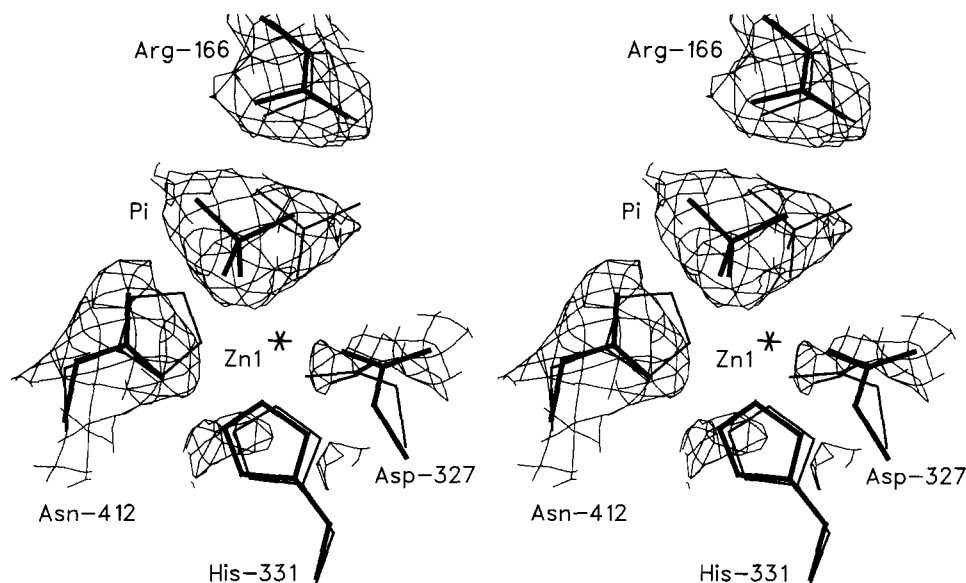 Arg-166
Arg-166
Pi
Pi
Zn1
Zn1
Asp-327
Asp-327
Asn-412
Asn-412
His-331
His-331